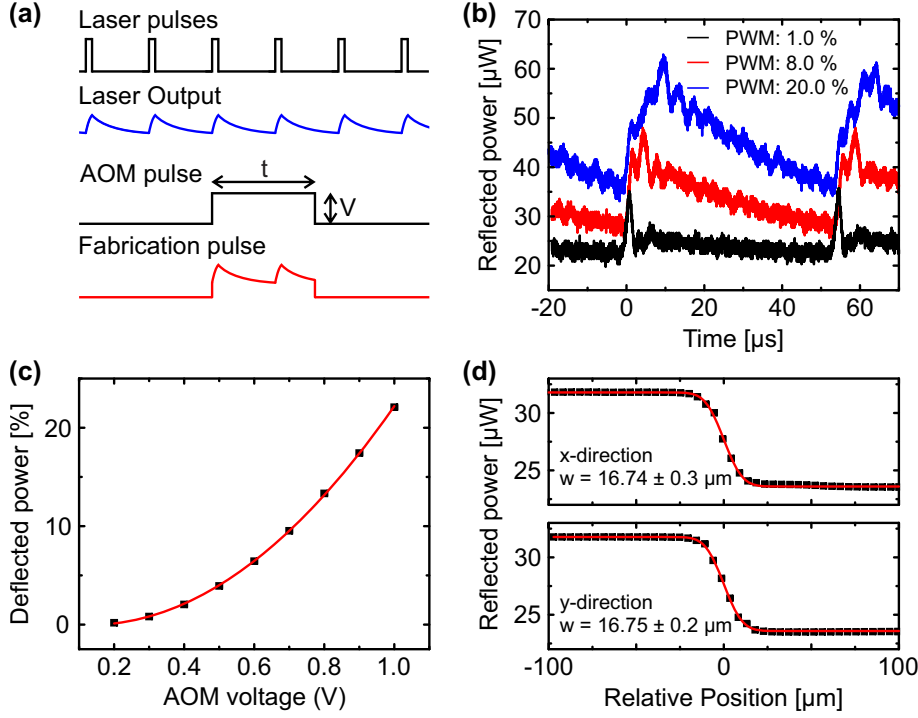 (a)
Laser pulses
Laser Output
AOM pulse
t
V
Fabrication pulse
(b)
Reflected power [µW]
70
60
50
40
30
20
PWM: 1.0 %
PWM: 8.0 %
PWM: 20.0 %
-20 0 20 40 60
Time [µs]
(c)
Deflected power [%]
20
10
0
0.2 0.4 0.6 0.8 1.0
AOM voltage (V)
(d)
Reflected power [µW]
30
25
x-direction
w = 16.74 ± 0.3 µm
30
25
y-direction
w = 16.75 ± 0.2 µm
-100 0 100
Relative Position [µm]